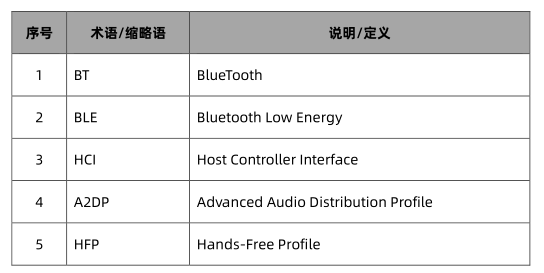 序号 术语/缩略语 说明/定义
1 BT BlueTooth
2 BLE Bluetooth Low Energy
3 HCI Host Controller Interface
4 A2DP Advanced Audio Distribution Profile
5 HFP Hands-Free Profile